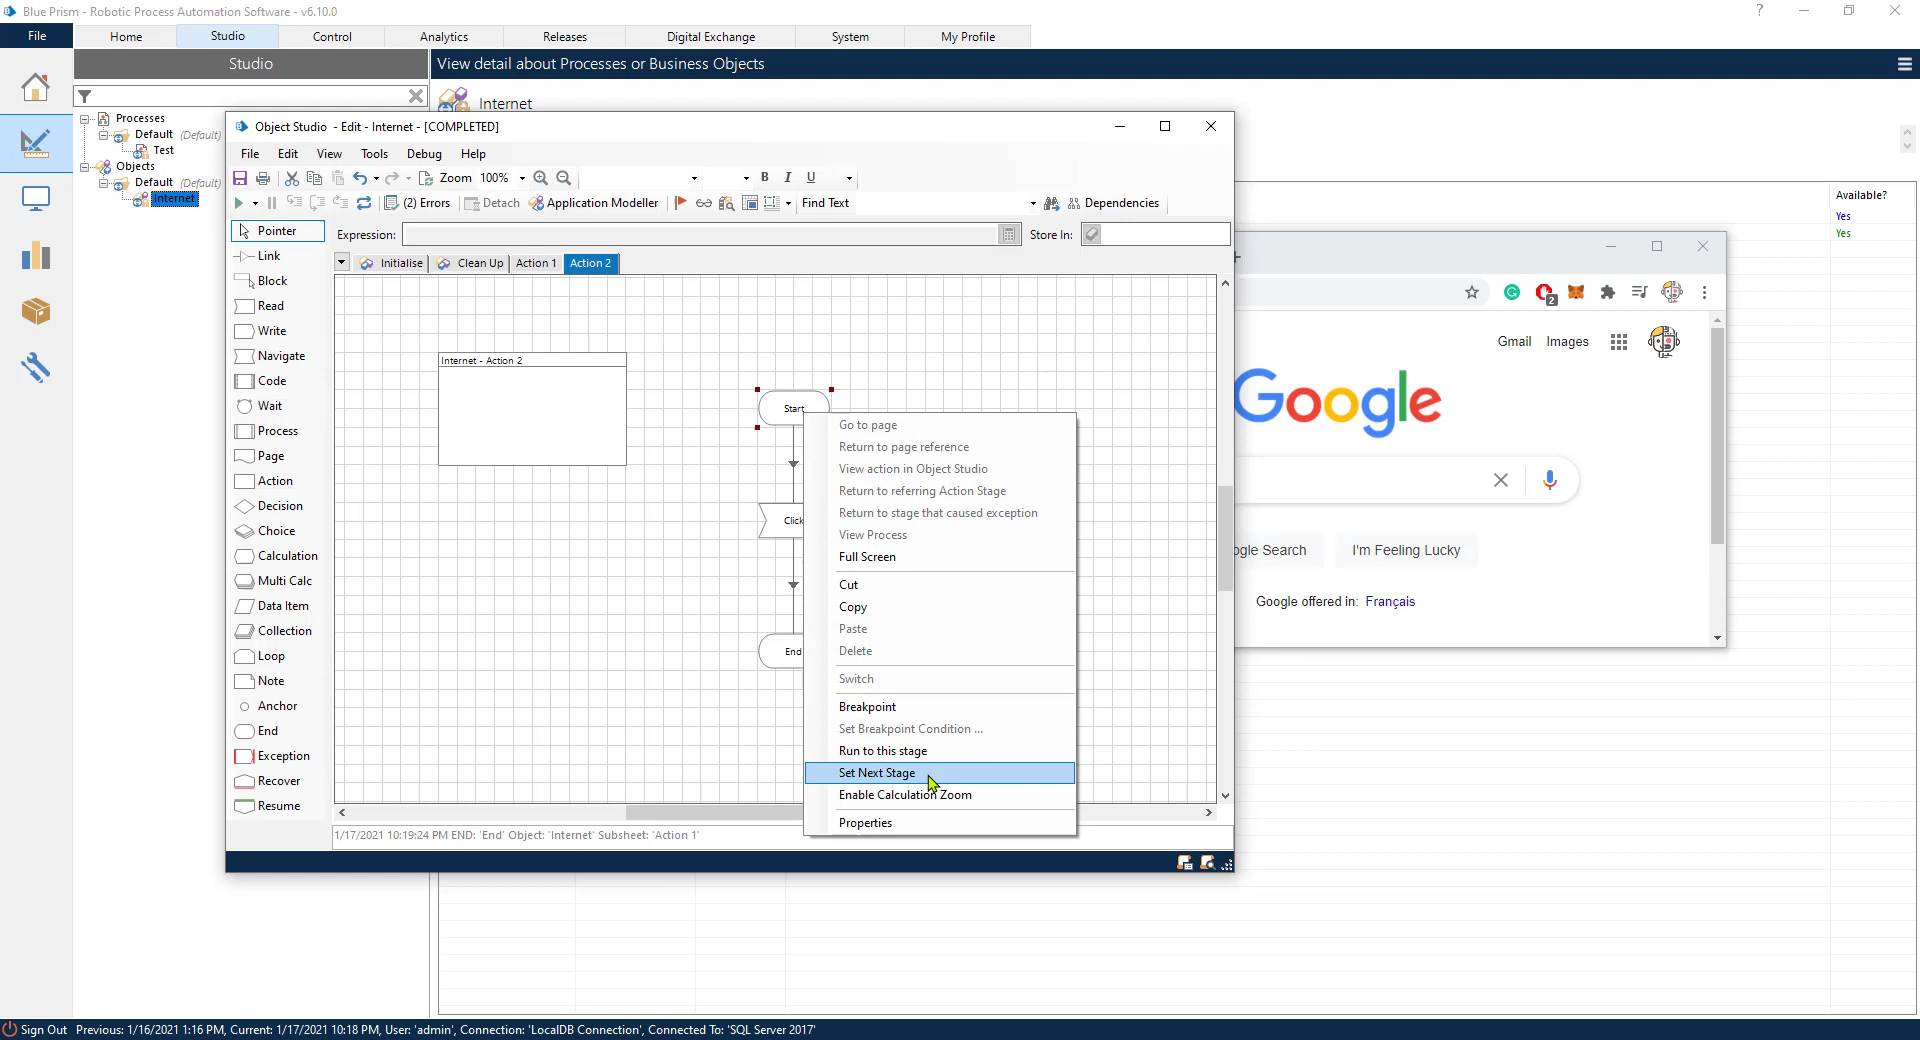 Blue Prism - Robotic Process Automation Software - v6.10.0
?
File Home Studio Control Analytics Releases Digital Exchange System My Profile
Studio
View detail about Processes or Business Objects
Internet
Processes
Default (Default)
Test
Objects
Default (Default)
Internet
Available?
Yes
Yes
Object Studio - Edit - Internet - [COMPLETED]
File Edit View Tools Debug Help
Zoom 100% B I U
(2) Errors Detach Application Modeller Find Text Dependencies
Expression: Store In:
Initialise Clean Up Action 1 Action 2
Pointer
Link
Block
Read
Write
Navigate
Code
Wait
Process
Page
Action
Decision
Choice
Calculation
Multi Calc
Data Item
Collection
Loop
Note
Anchor
End
Exception
Recover
Resume
Internet - Action 2
Start
Click
End
Go to page
Return to page reference
View action in Object Studio
Return to referring Action Stage
Return to stage that caused exception
View Process
Full Screen
Cut
Copy
Paste
Delete
Switch
Breakpoint
Set Breakpoint Condition ...
Run to this stage
Set Next Stage
Enable Calculation Zoom
Properties
1/17/2021 10:19:24 PM END: 'End' Object: 'Internet' Subsheet: 'Action 1'
2
Gmail Images
Google
ogle Search I'm Feeling Lucky
Google offered in: Français
Sign Out Previous: 1/16/2021 1:16 PM, Current: 1/17/2021 10:18 PM, User: 'admin', Connection: 'LocalDB Connection', Connected To: 'SQL Server 2017'